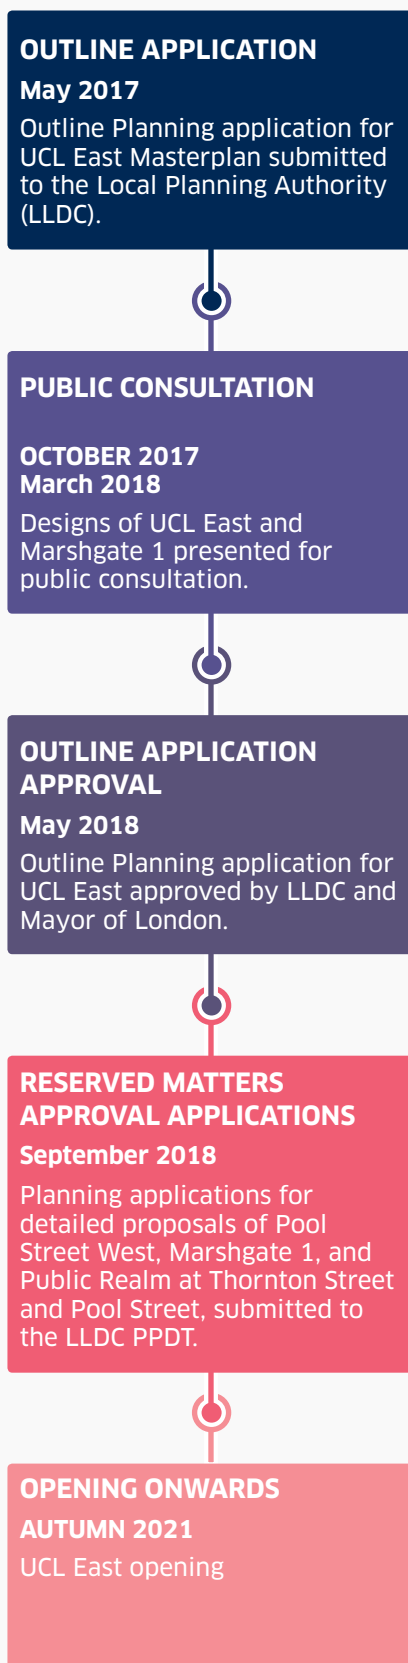 OUTLINE APPLICATION
May 2017
Outline Planning application for
UCL East Masterplan submitted
to the Local Planning Authority
(LLDC).
PUBLIC CONSULTATION
OCTOBER 2017
March 2018
Designs of UCL East and
Marshgate 1 presented for
public consultation.
OUTLINE APPLICATION
APPROVAL
May 2018
Outline Planning application for
UCL East approved by LLDC and
Mayor of London.
RESERVED MATTERS
APPROVAL APPLICATIONS
September 2018
Planning applications for
detailed proposals of Pool
Street West, Marshgate 1, and
Public Realm at Thornton Street
and Pool Street, submitted to
the LLDC PPDT.
OPENING ONWARDS
AUTUMN 2021
UCL East opening